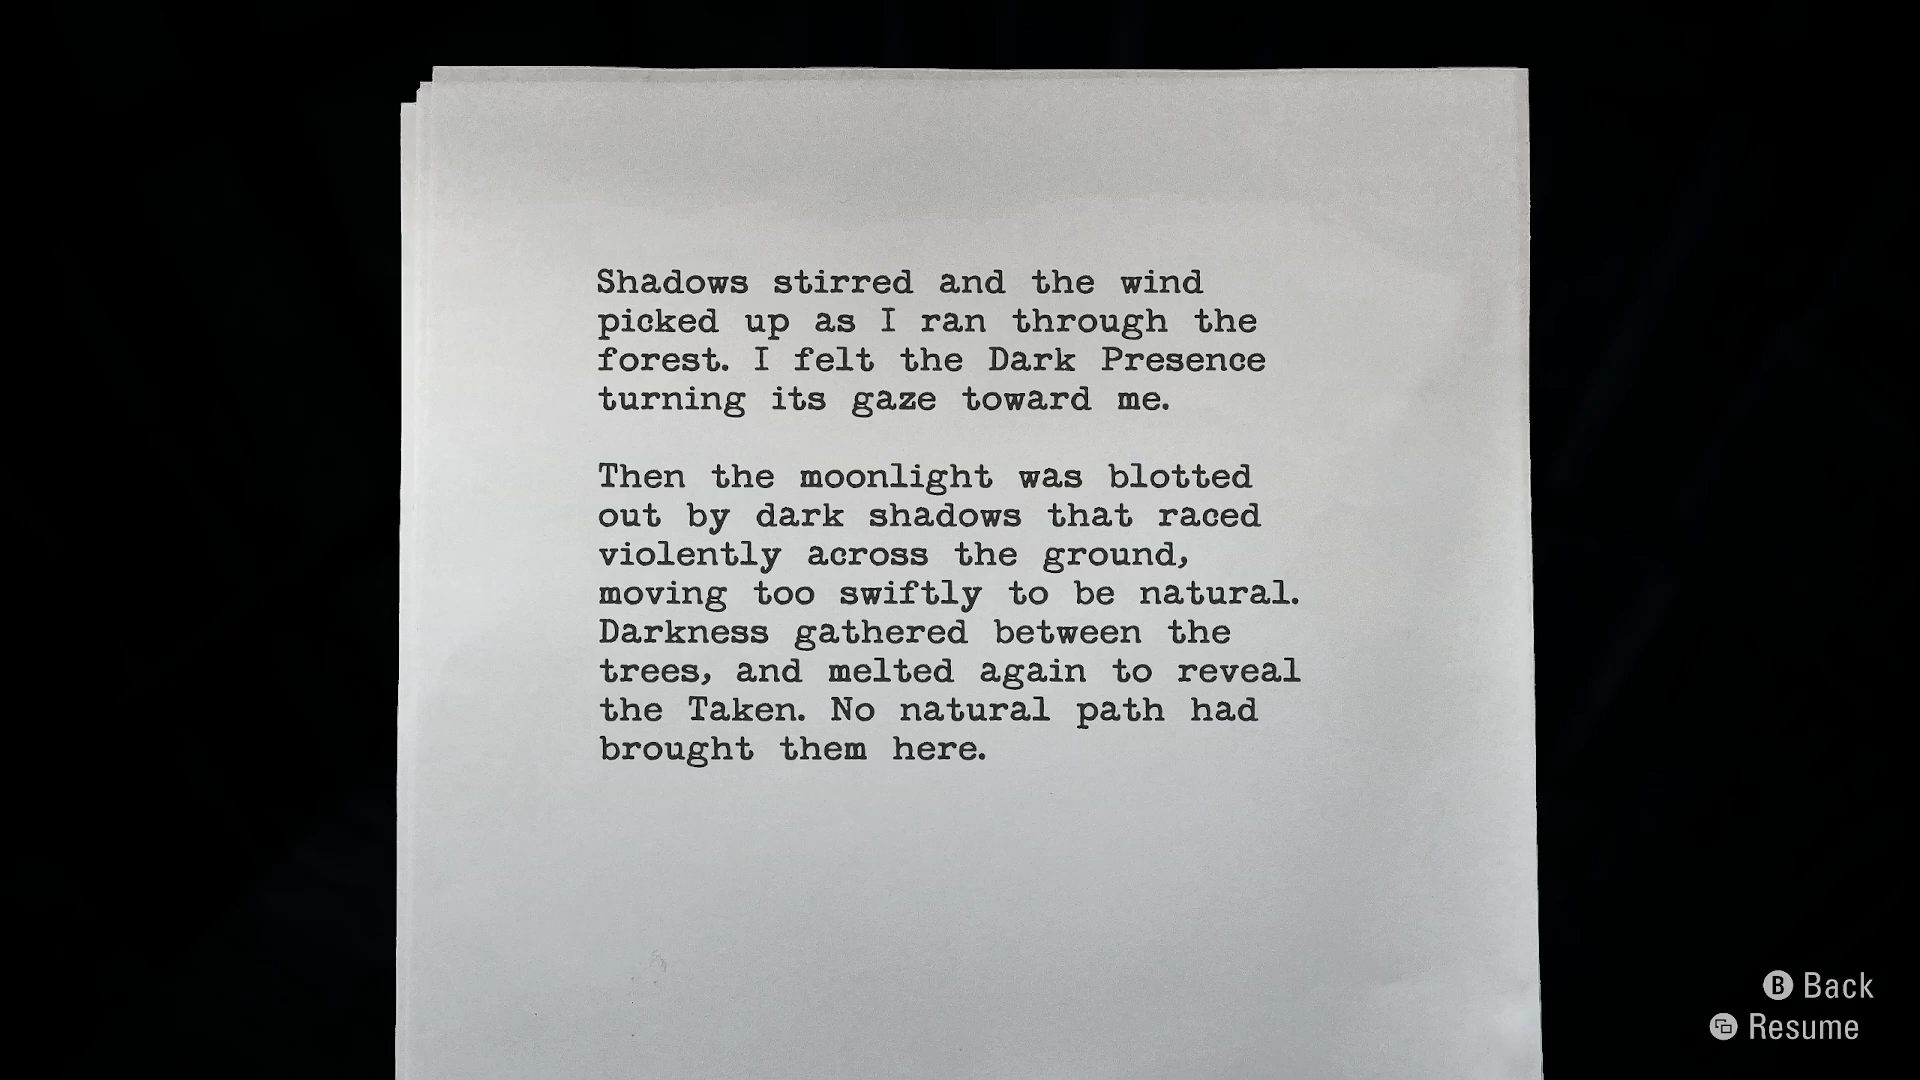 Shadows stirred and the wind
picked up as I ran through the
forest. I felt the Dark Presence
turning its gaze toward me.
Then the moonlight was blotted
out by dark shadows that raced
violently across the ground,
moving too swiftly to be natural.
Darkness gathered between the
trees, and melted again to reveal
the Taken. No natural path had
brought them here.
B Back
Resume